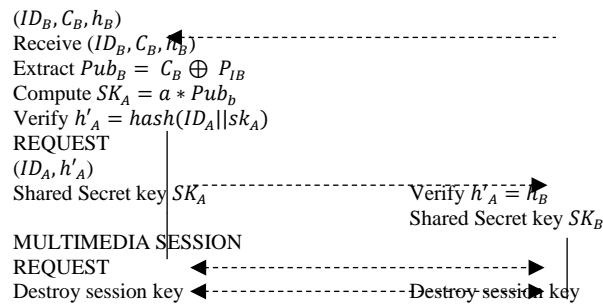 (𝐼𝐷_𝐵, 𝐶_𝐵, ℎ_𝐵)
Receive (𝐼𝐷_𝐵, 𝐶_𝐵, ℎ_𝐵)
Extract 𝑃𝑢𝑏_𝐵 = 𝐶_𝐵 ⊕ 𝑃_𝐼𝐵
Compute 𝑆𝐾_𝐴 = 𝑎 ∗ 𝑃𝑢𝑏_𝑏
Verify ℎ′_𝐴 = ℎ𝑎𝑠ℎ(𝐼𝐷_𝐴||𝑠𝑘_𝐴)
REQUEST
(𝐼𝐷_𝐴, ℎ′_𝐴)
Shared Secret key 𝑆𝐾_𝐴 Verify ℎ′_𝐴 = ℎ_𝐵
Shared Secret key 𝑆𝐾_𝐵
MULTIMEDIA SESSION
REQUEST
Destroy session key Destroy session key